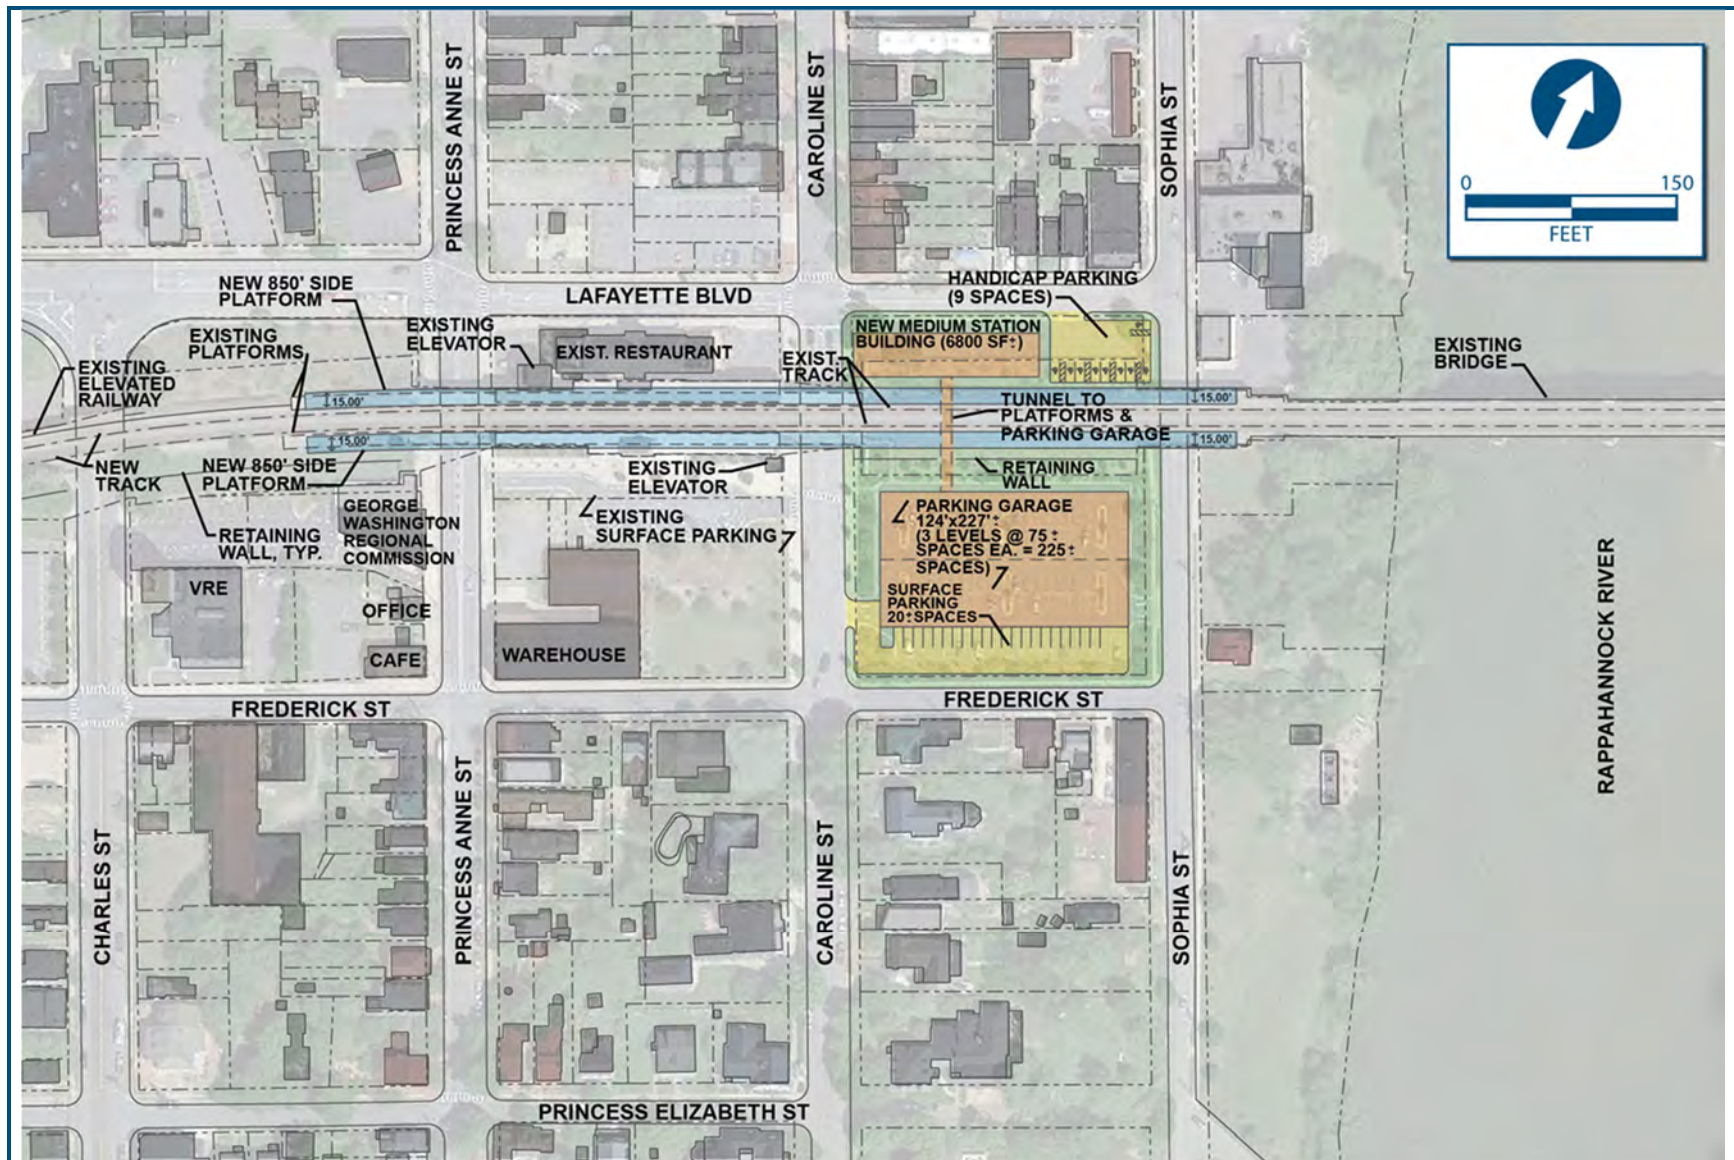 PRINCESS ANNE ST
CAROLINE ST
SOPHIA ST
0 150
FEET
NEW 850' SIDE
PLATFORM
LAFAYETTE BLVD
HANDICAP PARKING
(9 SPACES)
EXISTING
PLATFORMS
EXISTING
ELEVATOR
EXIST. RESTAURANT
EXIST.
TRACK
NEW MEDIUM STATION
BUILDING (6800 SF±)
EXISTING
BRIDGE
EXISTING
ELEVATED
RAILWAY
15.00'
15.00'
TUNNEL TO
PLATFORMS &
PARKING GARAGE
15.00'
15.00'
NEW
TRACK
NEW 850' SIDE
PLATFORM
EXISTING
ELEVATOR
RETAINING
WALL
RETAINING
WALL, TYP.
GEORGE
WASHINGTON
REGIONAL
COMMISSION
EXISTING
SURFACE PARKING
PARKING GARAGE
124'x227'±
(3 LEVELS @ 75 ±
SPACES EA. = 225±
SPACES)
SURFACE
PARKING
20±SPACES
VRE
OFFICE
CAFE
WAREHOUSE
RAPPAHANNOCK RIVER
FREDERICK ST
FREDERICK ST
CHARLES ST
PRINCESS ANNE ST
CAROLINE ST
SOPHIA ST
PRINCESS ELIZABETH ST